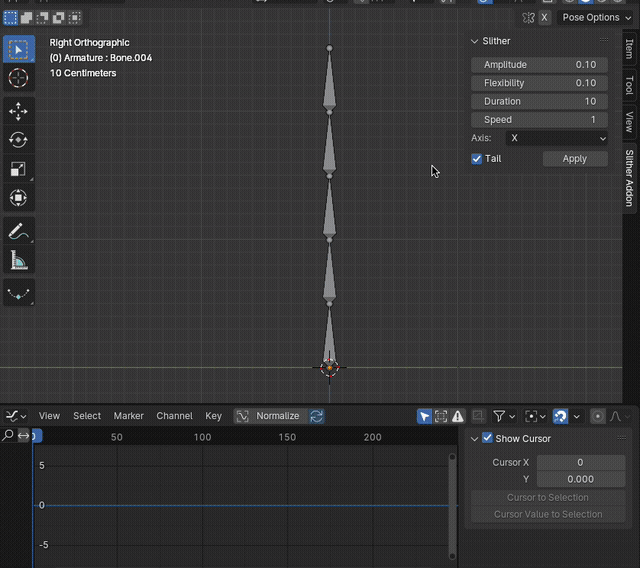 X
Pose Options
Right Orthographic
(0) Armature : Bone.004
10 Centimeters
Slither
Amplitude 0.10
Flexibility 0.10
Duration 10
Speed 1
Axis: X
Tail Apply
Item
Tool
View
Slither Addon
View Select Marker Channel Key Normalize
0 50 100 150 200
5
0
-5
Show Cursor
Cursor X 0
Y 0.000
Cursor to Selection
Cursor Value to Selection